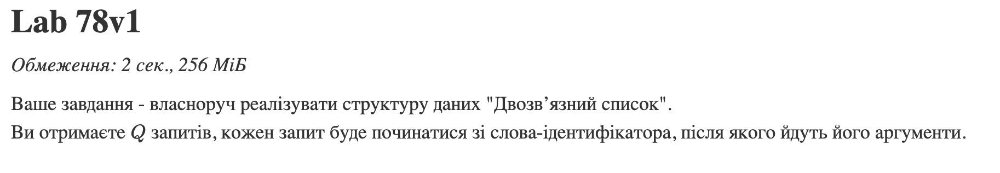 Lab 78v1
Обмеження: 2 сек., 256 МіБ
Ваше завдання - власноруч реалізувати структуру даних "Двозв’язний список".
Ви отримаєте Q запитів, кожен запит буде починатися зі слова-ідентифікатора, після якого йдуть його аргументи.